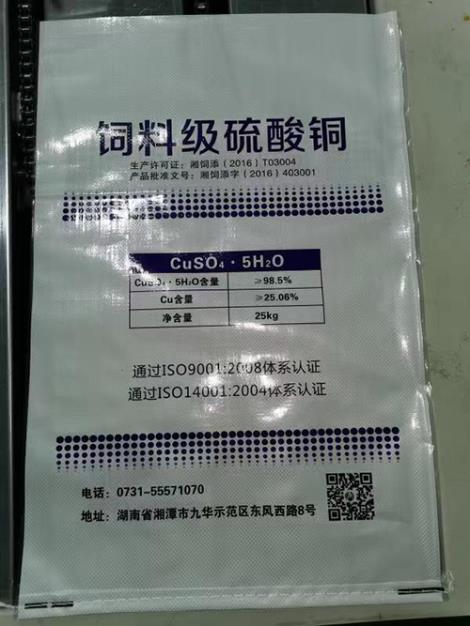 饲料级硫酸铜
生产许可证：湘饲添（2016）T03004
产品批准文号：湘饲添字（2016）403001
CuSO₄·5H₂O
CuSO₄·5H₂O含量 ≥98.5%
Cu含量 ≥25.06%
净含量 25kg
通过ISO9001:2008体系认证
通过ISO14001:2004体系认证
电话：0731-55571070
地址：湖南省湘潭市九华示范区东风西路8号